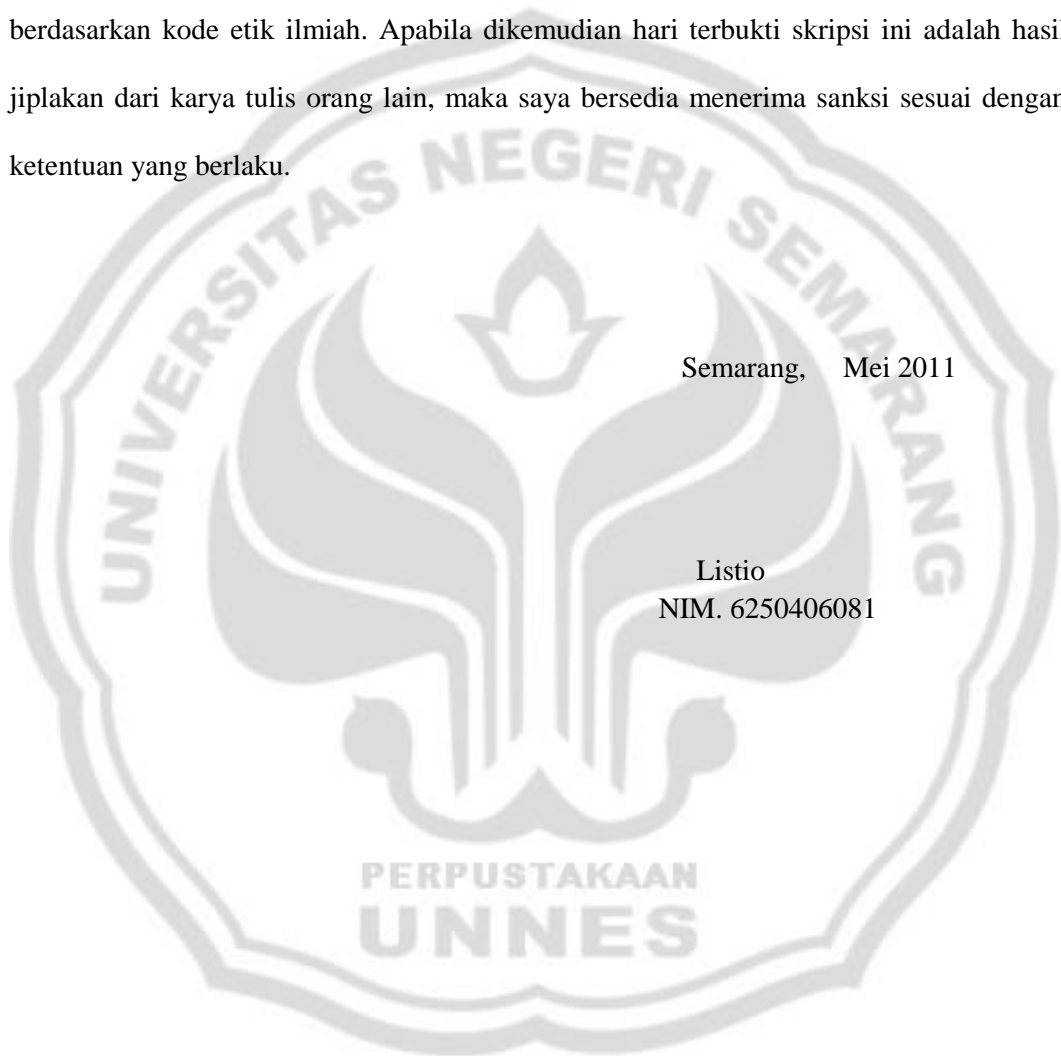 berdasarkan kode etik ilmiah. Apabila dikemudian hari terbukti skripsi ini adalah hasil
jiplakan dari karya tulis orang lain, maka saya bersedia menerima sanksi sesuai dengan
ketentuan yang berlaku.
UNIVERSITAS NEGERI SEMARANG
Semarang, Mei 2011
Listio
NIM. 6250406081
PERPUSTAKAAN
UNNES